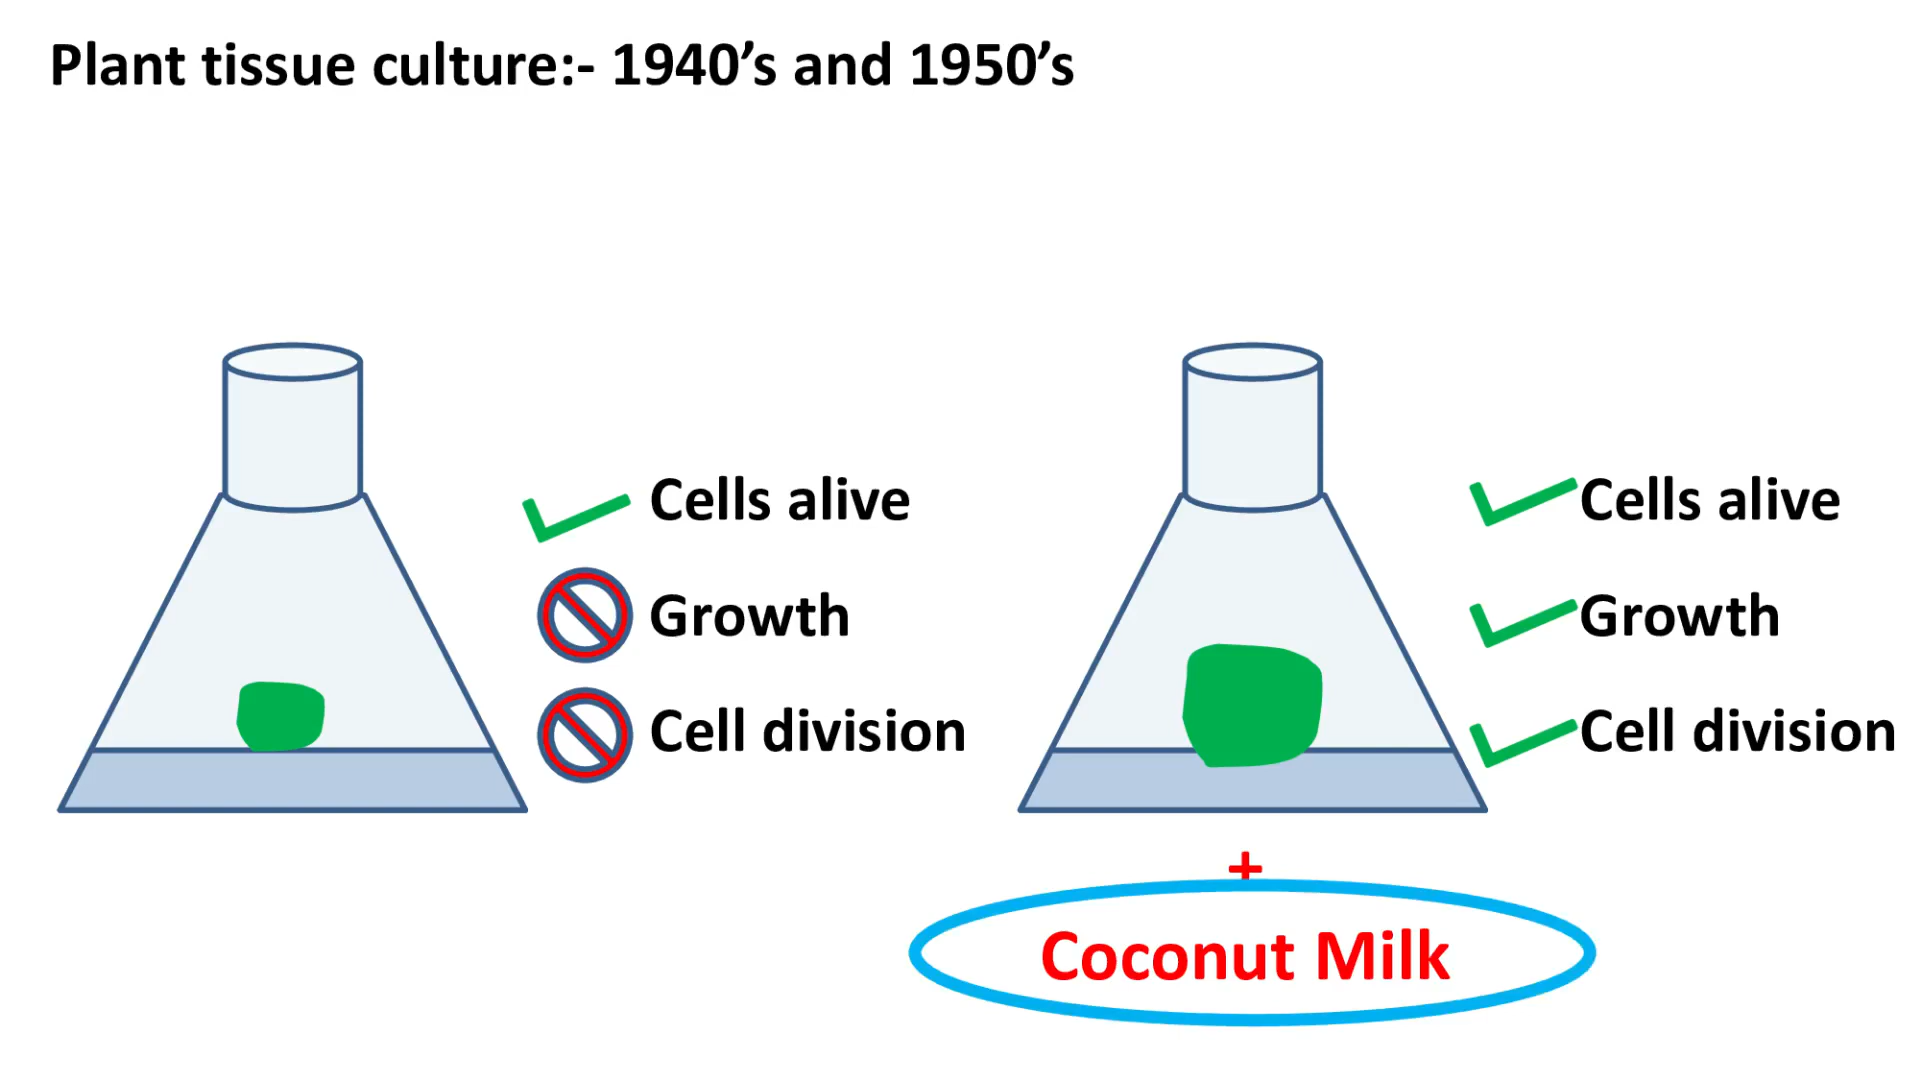 Plant tissue culture:- 1940’s and 1950’s
Cells alive
Growth
Cell division
Cells alive
Growth
Cell division
+
Coconut Milk